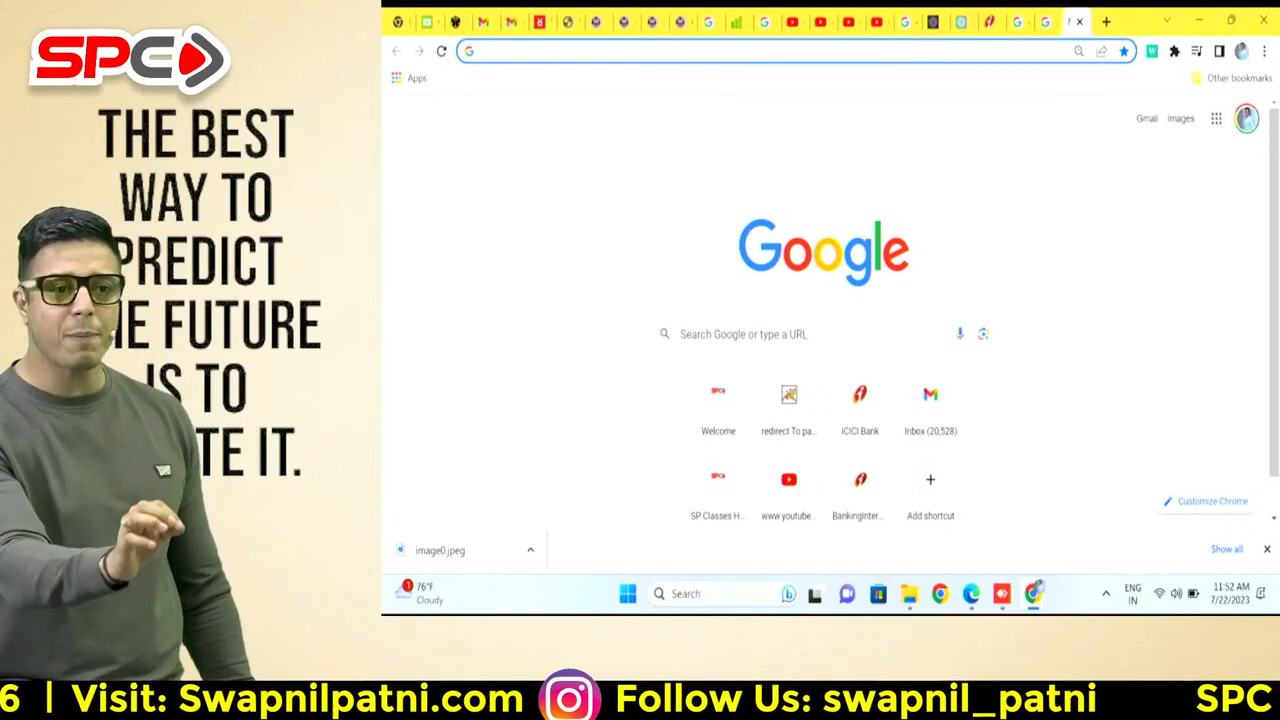 SPC
THE BEST
WAY TO
PREDICT
THE FUTURE
IS TO
TE IT.
Apps
Other bookmarks
Gmail Images
Google
Search Google or type a URL
Welcome
redirect To pa...
ICICI Bank
Inbox (20,528)
SP Classes H...
www.youtube...
BankingInter...
Add shortcut
Customize Chrome
image0.jpeg
Show all
1
76°F
Cloudy
Search
ENG
IN
11:52 AM
7/22/2023
6 | Visit: Swapnilpatni.com Follow Us: swapnil_patni SPC